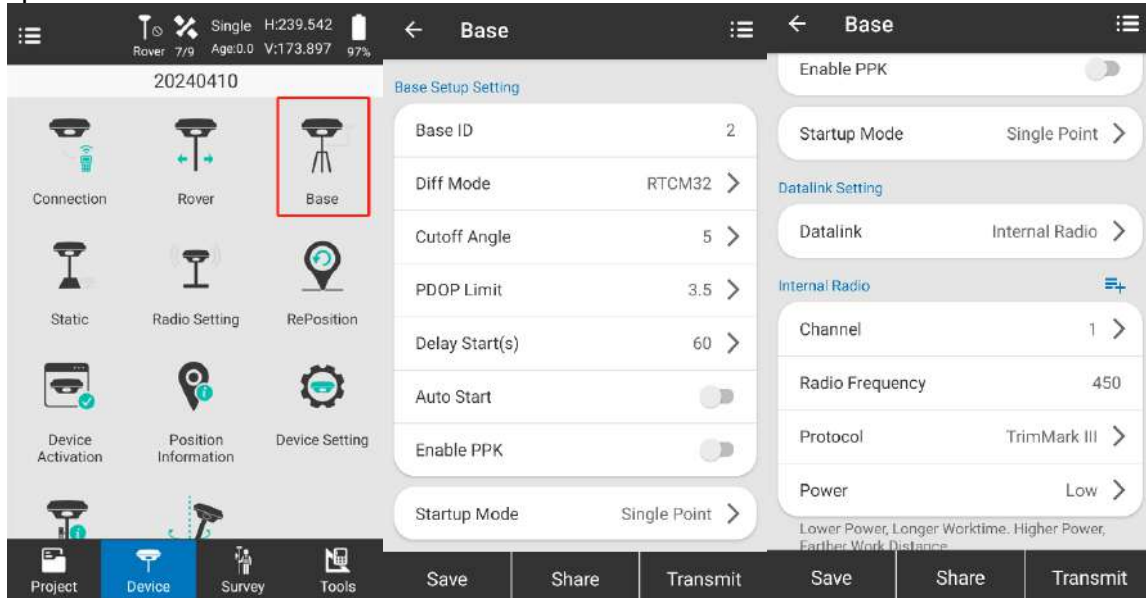 Single H:239.542
Rover 7/9 Age:0.0 V:173.897 97%
20240410
Connection
Rover
Base
Static
Radio Setting
RePosition
Device
Activation
Position
Information
Device Setting
Project
Device
Survey
Tools
Base
Base Setup Setting
Base ID 2
Diff Mode RTCM32
Cutoff Angle 5
PDOP Limit 3.5
Delay Start(s) 60
Auto Start
Enable PPK
Startup Mode Single Point
Save Share Transmit
Base
Enable PPK
Startup Mode Single Point
Datalink Setting
Datalink Internal Radio
Internal Radio
Channel 1
Radio Frequency 450
Protocol TrimMark III
Power Low
Lower Power, Longer Worktime. Higher Power,
Farther Work Distance
Save Share Transmit